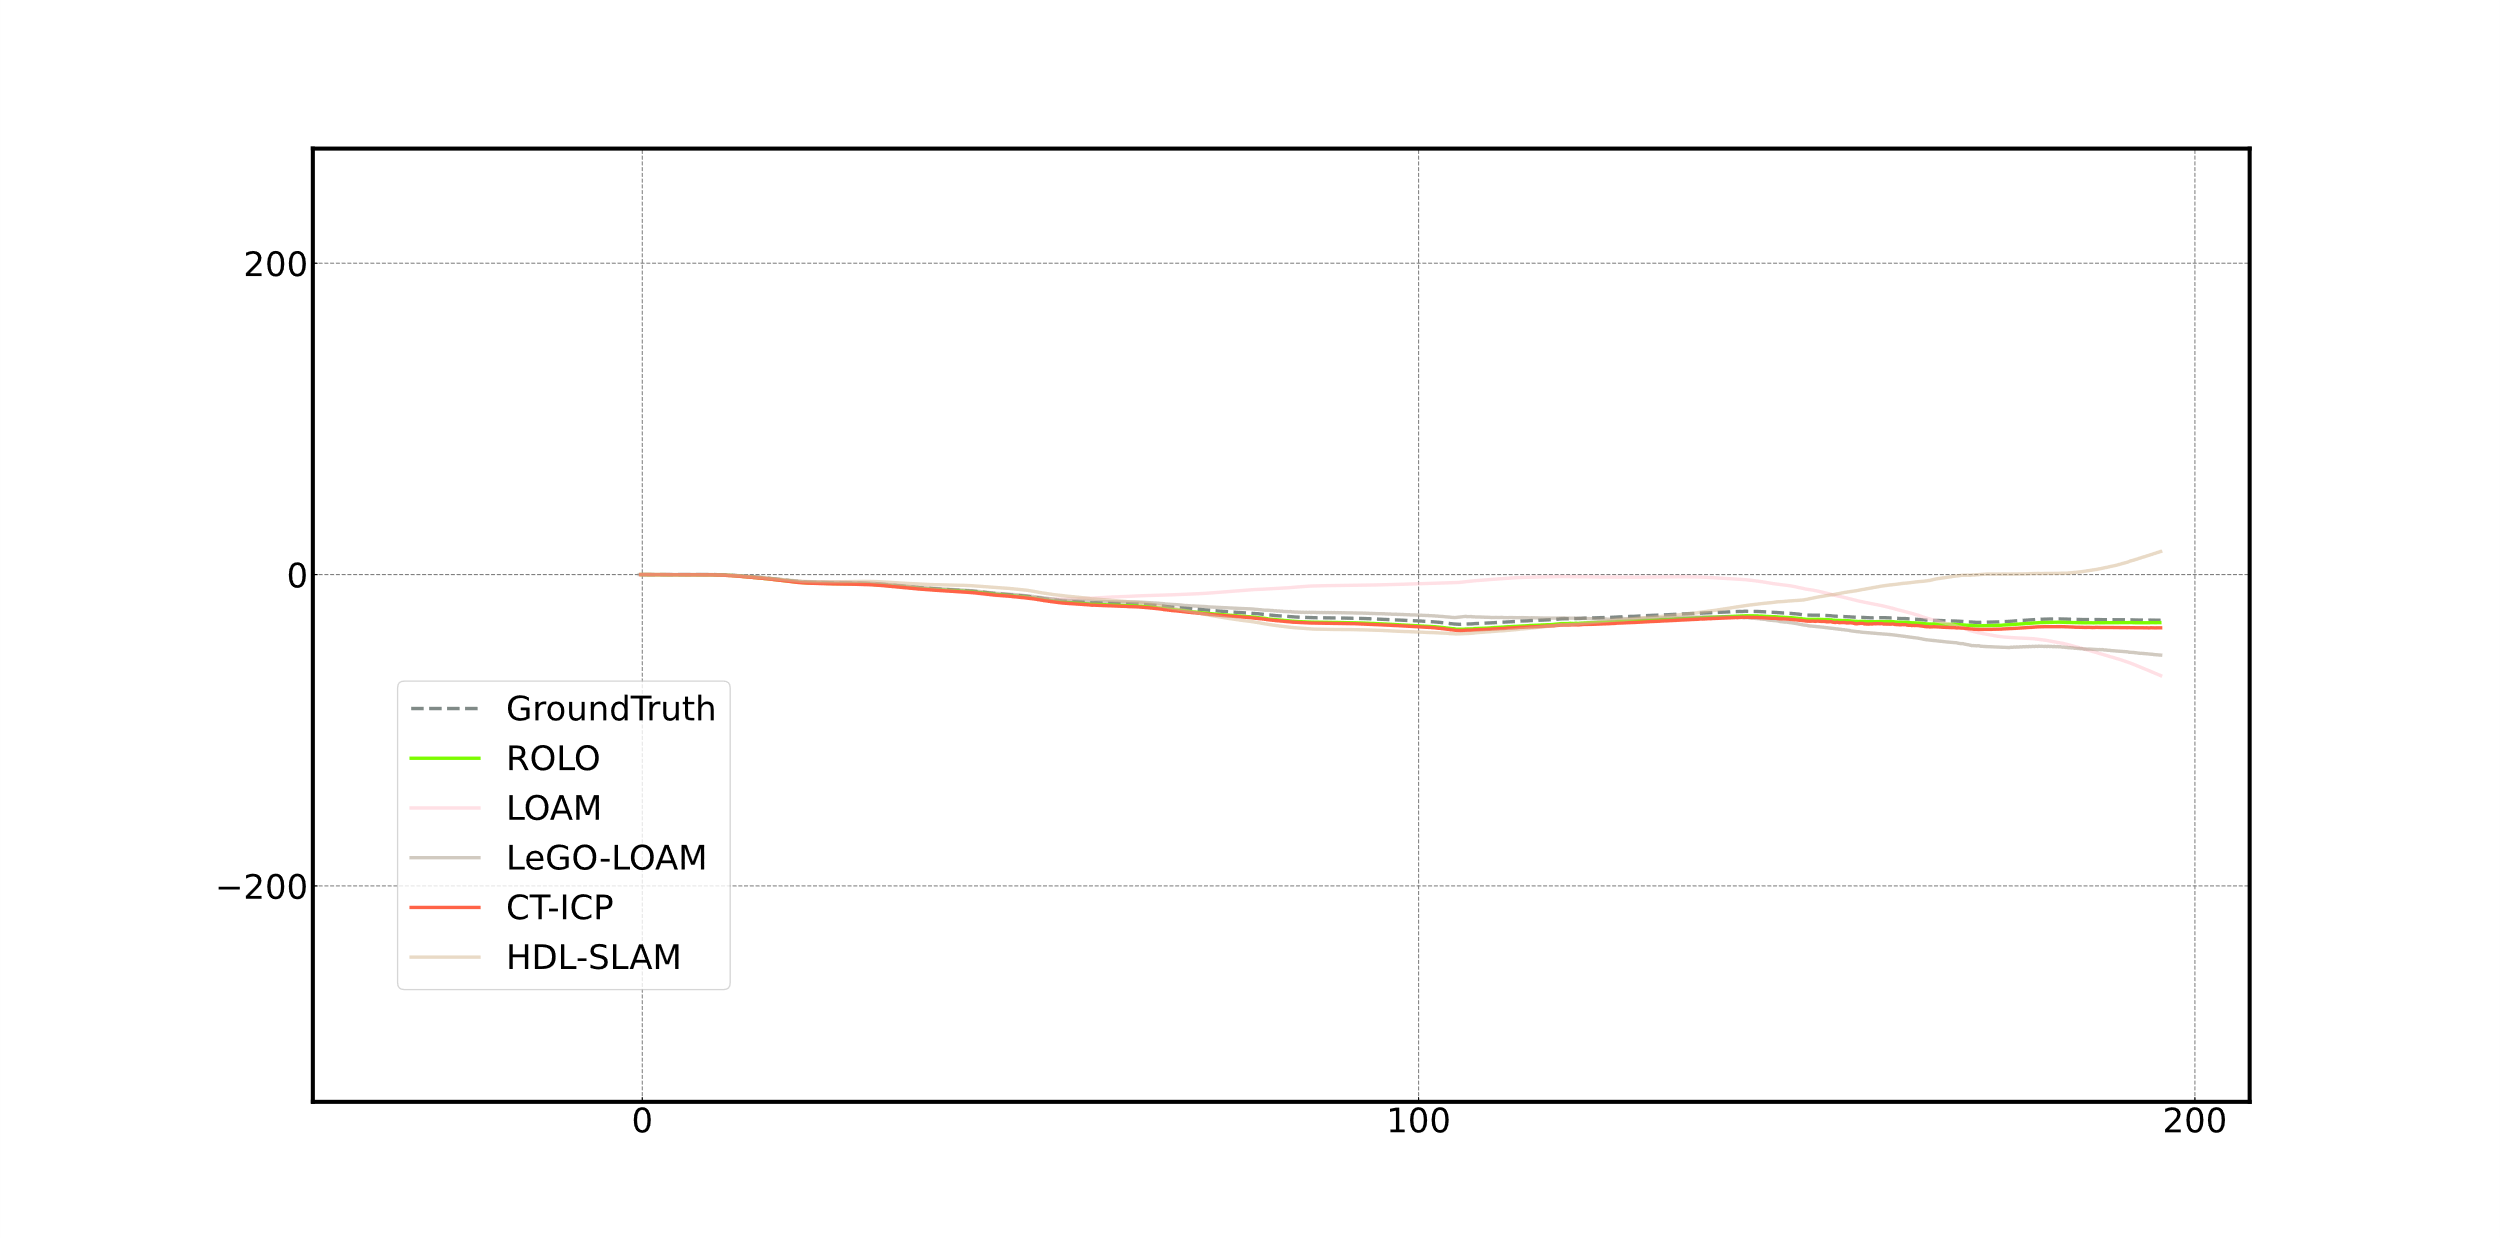 200
0
−200
GroundTruth
ROLO
LOAM
LeGO-LOAM
CT-ICP
HDL-SLAM
0 100 200